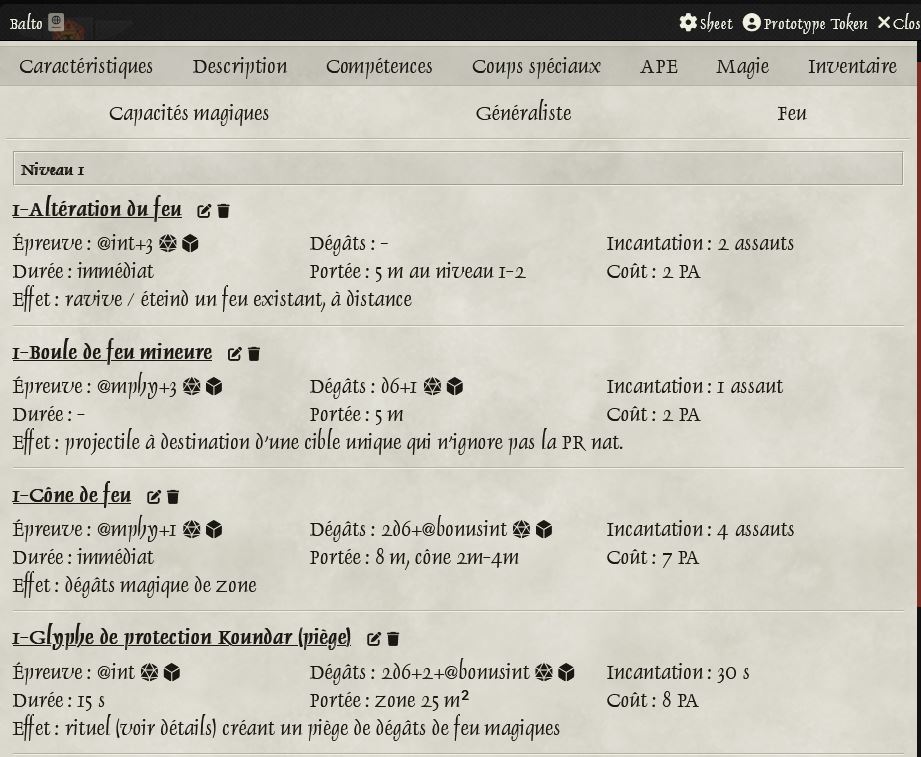 Balto Sheet Prototype Token Clos
Caractéristiques Description Compétences Coups spéciaux APE Magie Inventaire
Capacités magiques Généraliste Feu
Niveau 1
1-Altération du feu
Épreuve : @int+3 Dégâts : - Incantation : 2 assauts
Durée : immédiat Portée : 5 m au niveau 1-2 Coût : 2 PA
Effet : ravive / éteind un feu existant, à distance
1-Boule de feu mineure
Épreuve : @mphy+3 Dégâts : d6+1 Incantation : 1 assaut
Durée : - Portée : 5 m Coût : 2 PA
Effet : projectile à destination d'une cible unique qui n'ignore pas la PR nat.
1-Cône de feu
Épreuve : @mphy+1 Dégâts : 2d6+@bonusint Incantation : 4 assauts
Durée : immédiat Portée : 8 m, cône 2m-4m Coût : 7 PA
Effet : dégâts magique de zone
1-Glyphe de protection Koundar (piège)
Épreuve : @int Dégâts : 2d6+2+@bonusint Incantation : 30 s
Durée : 15 s Portée : zone 25 m² Coût : 8 PA
Effet : rituel (voir détails) créant un piège de dégâts de feu magiques